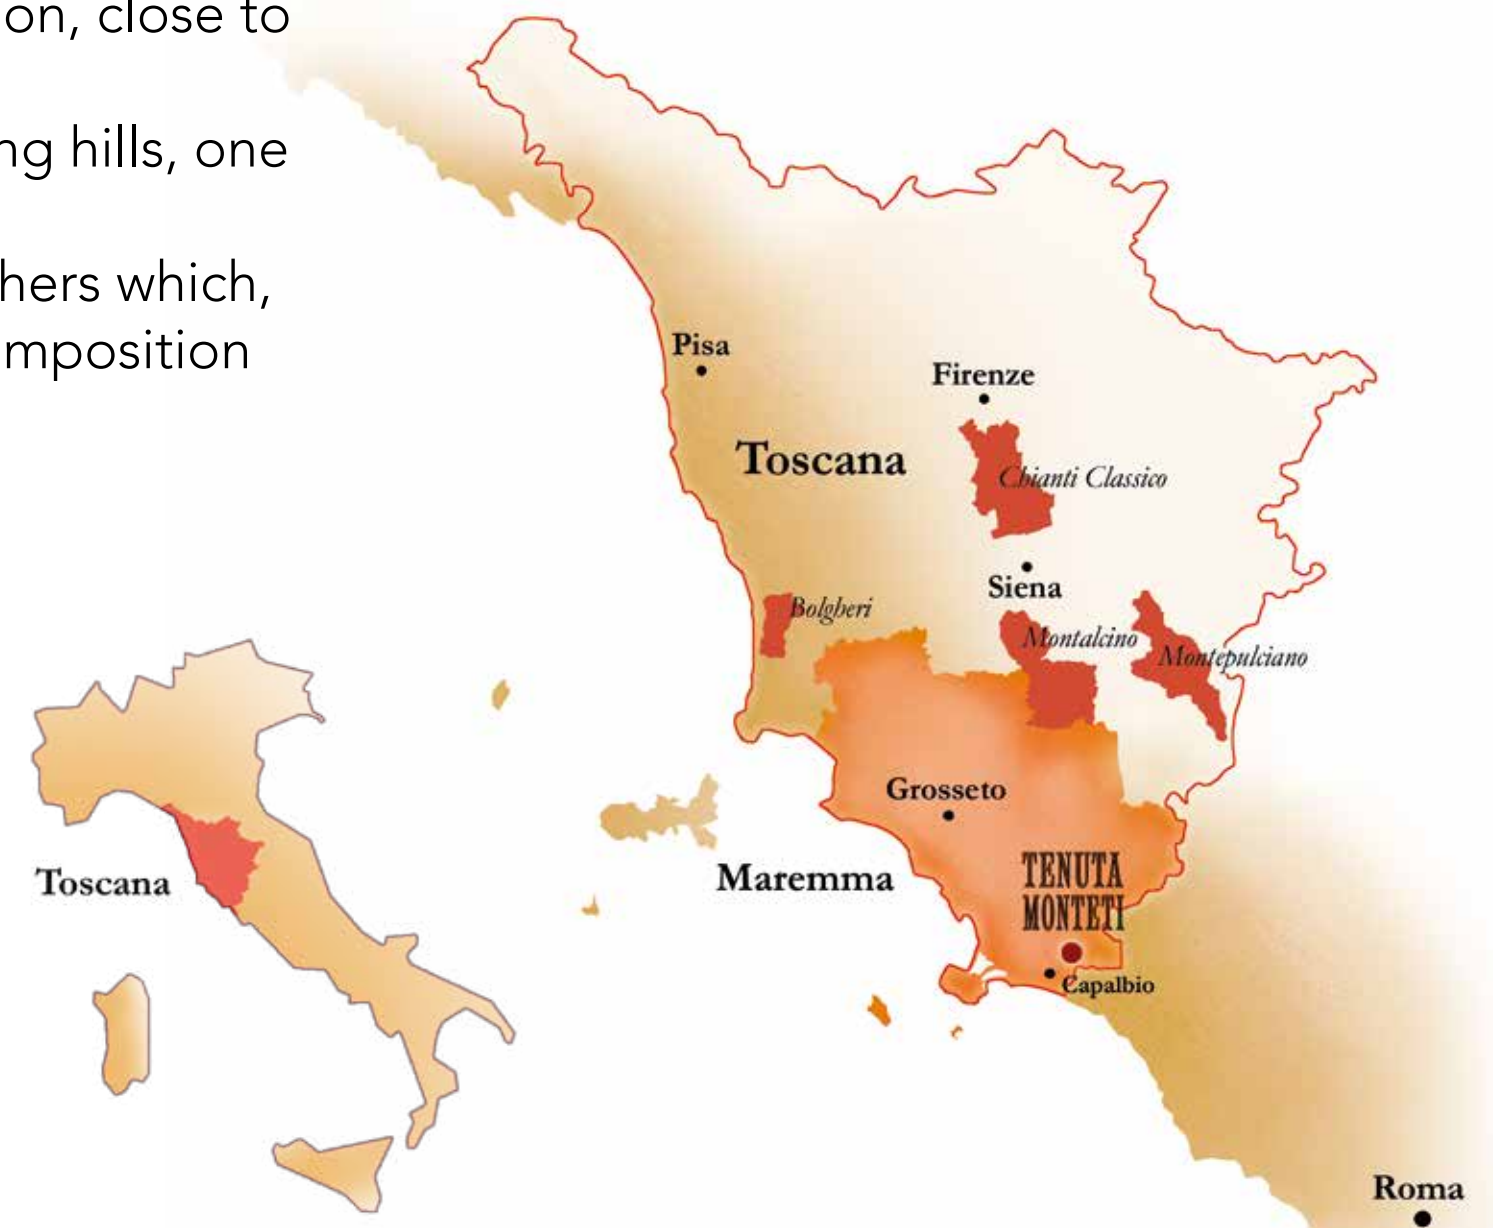 on, close to
ng hills, one
hers which,
mposition
Pisa
Firenze
Toscana
Chianti Classico
Siena
Bolgheri
Montalcino
Montepulciano
Grosseto
Maremma
TENUTA
MONTETI
Capalbio
Toscana
Roma